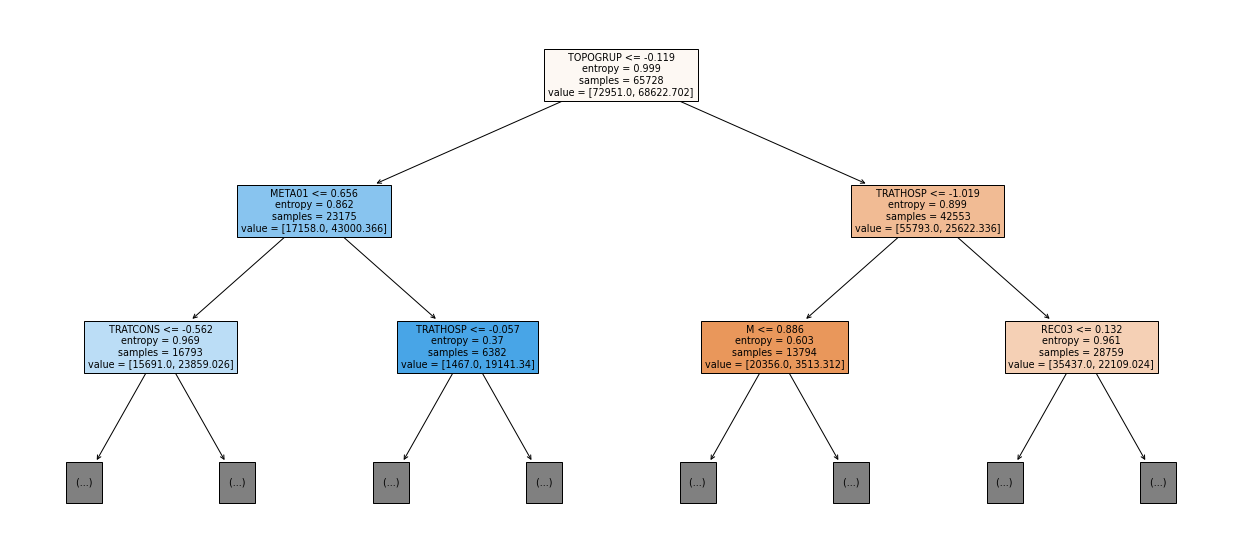 TOPOGRUP <= -0.119
entropy = 0.999
samples = 65728
value = [72951.0, 68622.702]
META01 <= 0.656
entropy = 0.862
samples = 23175
value = [17158.0, 43000.366]
TRATHOSP <= -1.019
entropy = 0.899
samples = 42553
value = [55793.0, 25622.336]
TRATCONS <= -0.562
entropy = 0.969
samples = 16793
value = [15691.0, 23859.026]
TRATHOSP <= -0.057
entropy = 0.37
samples = 6382
value = [1467.0, 19141.34]
M <= 0.886
entropy = 0.603
samples = 13794
value = [20356.0, 3513.312]
REC03 <= 0.132
entropy = 0.961
samples = 28759
value = [35437.0, 22109.024]
(...)
(...)
(...)
(...)
(...)
(...)
(...)
(...)